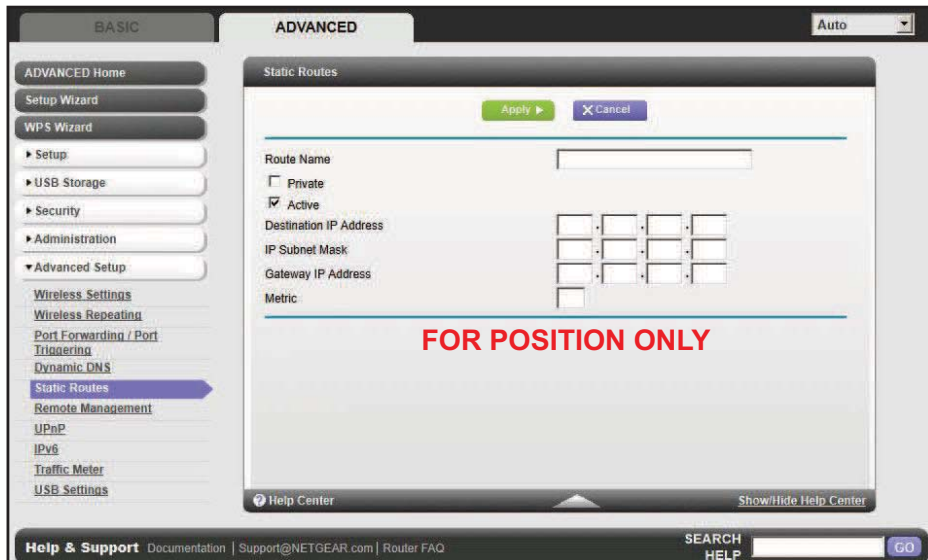 BASIC
ADVANCED
Auto
ADVANCED Home
Setup Wizard
WPS Wizard
Setup
USB Storage
Security
Administration
Advanced Setup
Wireless Settings
Wireless Repeating
Port Forwarding / Port
Triggering
Dynamic DNS
Static Routes
Remote Management
UPnP
IPv6
Traffic Meter
USB Settings
Static Routes
Apply
X Cancel
Route Name
Private
Active
Destination IP Address
. . .
IP Subnet Mask
. . .
Gateway IP Address
. . .
Metric
FOR POSITION ONLY
? Help Center
Show/Hide Help Center
Help & Support Documentation | Support@NETGEAR.com | Router FAQ
SEARCH
HELP
GO